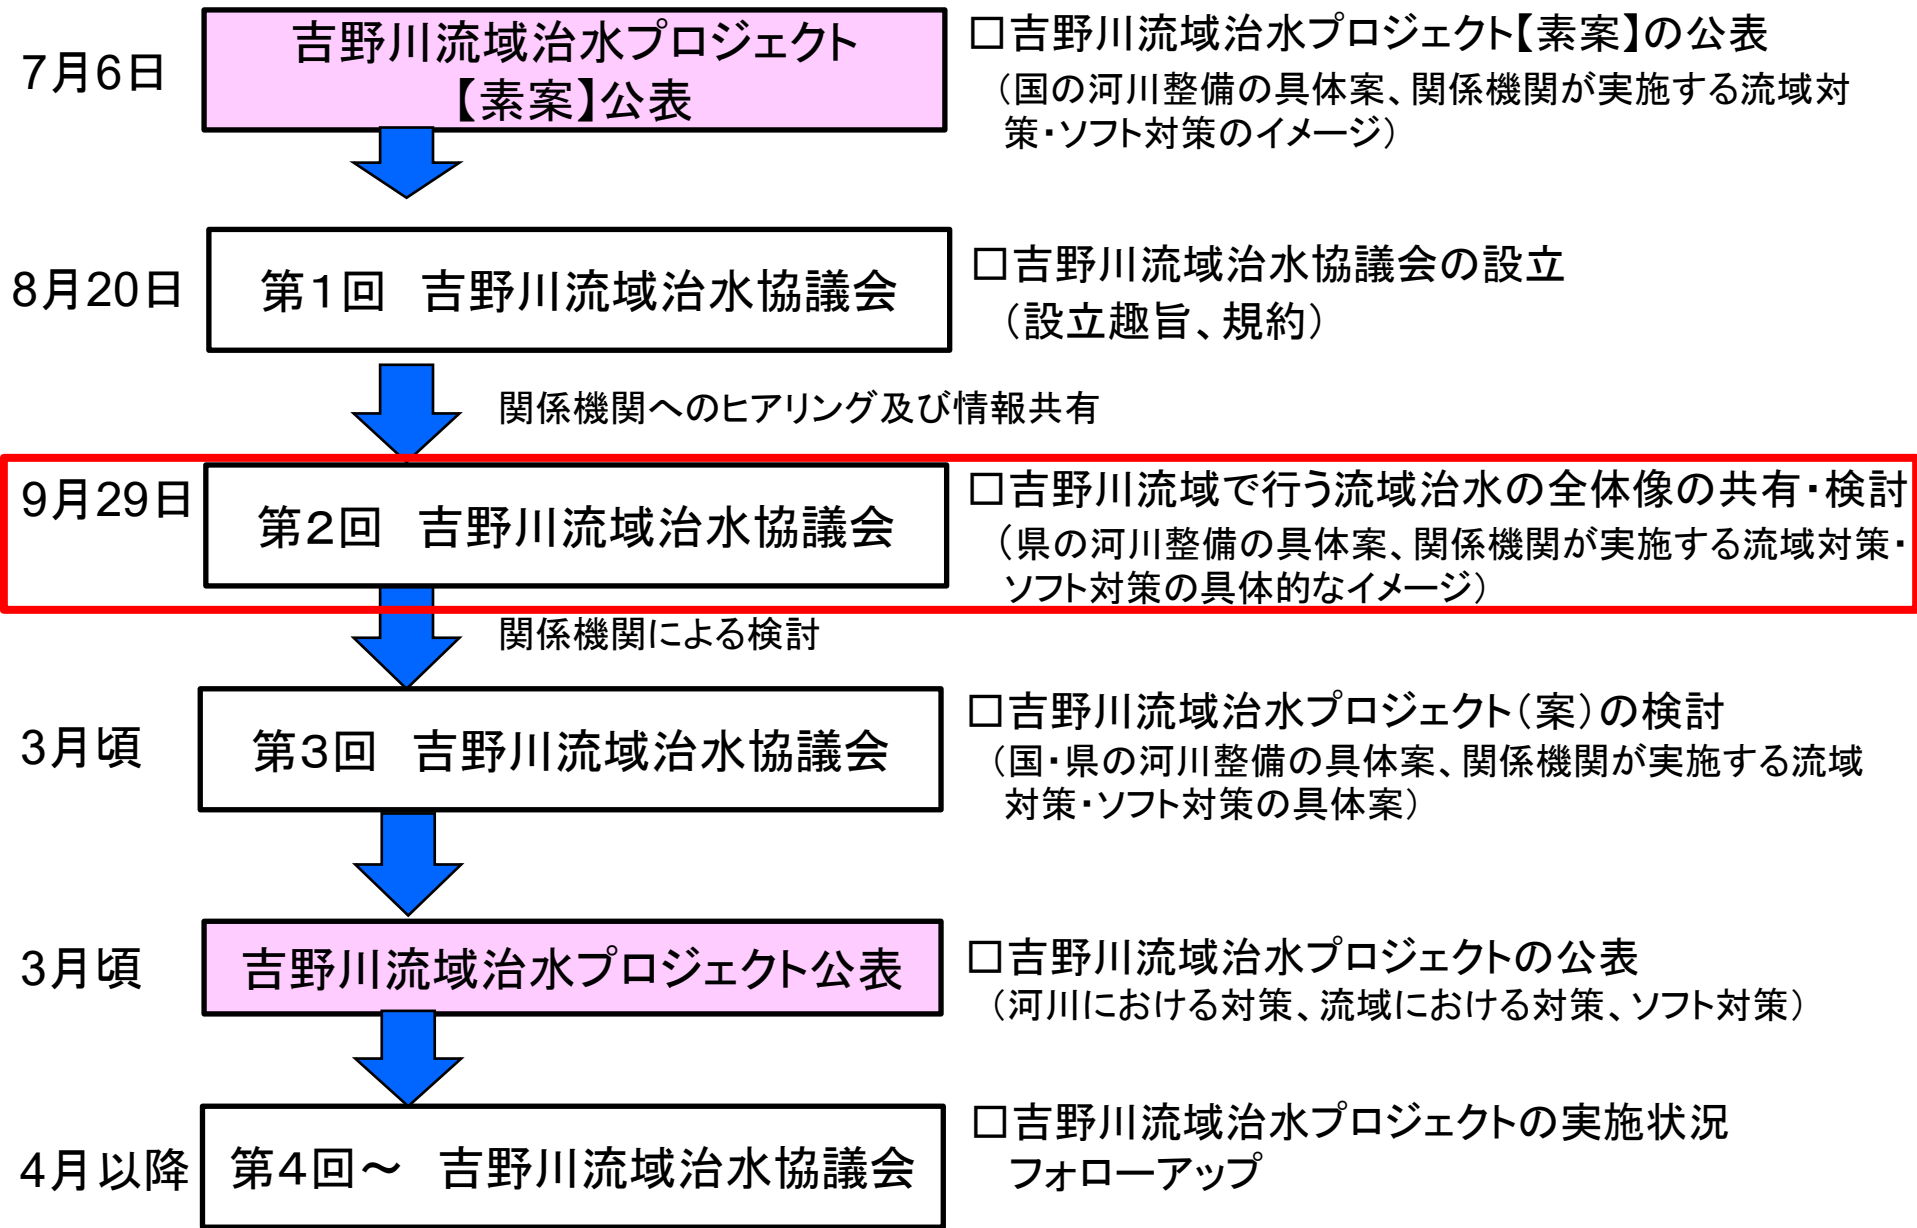 7月6日
吉野川流域治水プロジェクト
【素案】公表
□吉野川流域治水プロジェクト【素案】の公表
（国の河川整備の具体案、関係機関が実施する流域対
策・ソフト対策のイメージ）
8月20日
第１回　吉野川流域治水協議会
□吉野川流域治水協議会の設立
（設立趣旨、規約）
関係機関へのヒアリング及び情報共有
9月29日
第２回　吉野川流域治水協議会
□吉野川流域で行う流域治水の全体像の共有・検討
（県の河川整備の具体案、関係機関が実施する流域対策・
ソフト対策の具体的なイメージ）
関係機関による検討
3月頃
第３回　吉野川流域治水協議会
□吉野川流域治水プロジェクト（案）の検討
（国・県の河川整備の具体案、関係機関が実施する流域
対策・ソフト対策の具体案）
3月頃
吉野川流域治水プロジェクト公表
□吉野川流域治水プロジェクトの公表
（河川における対策、流域における対策、ソフト対策）
4月以降
第４回～　吉野川流域治水協議会
□吉野川流域治水プロジェクトの実施状況
フォローアップ